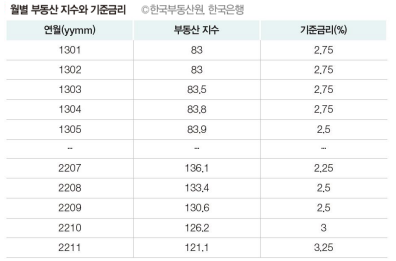 월별 부동산 지수와 기준금리 ©한국부동산원, 한국은행
연월(yymm) 부동산 지수 기준금리(%)
1301 83 2.75
1302 83 2.75
1303 83.5 2.75
1304 83.8 2.75
1305 83.9 2.5
... ... ...
2207 136.1 2.25
2208 133.4 2.5
2209 130.6 2.5
2210 126.2 3
2211 121.1 3.25